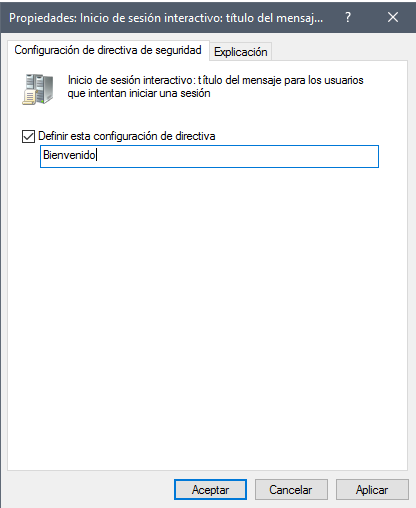 Propiedades: Inicio de sesión interactivo: título del mensaj... ?
Configuración de directiva de seguridad Explicación
Inicio de sesión interactivo: título del mensaje para los usuarios
que intentan iniciar una sesión
Definir esta configuración de directiva
Bienvenido
Aceptar Cancelar Aplicar